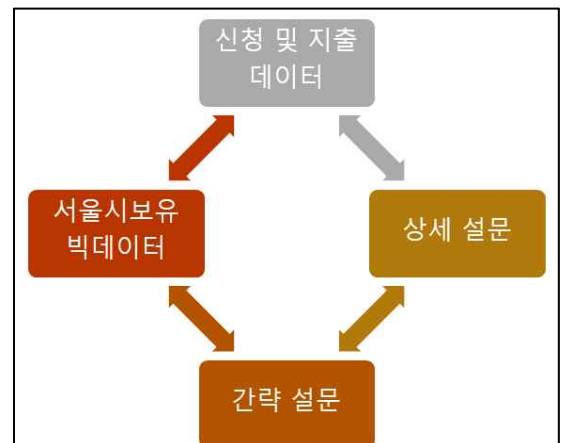 신청 및 지출
데이터
서울시보유
빅데이터
상세 설문
간략 설문